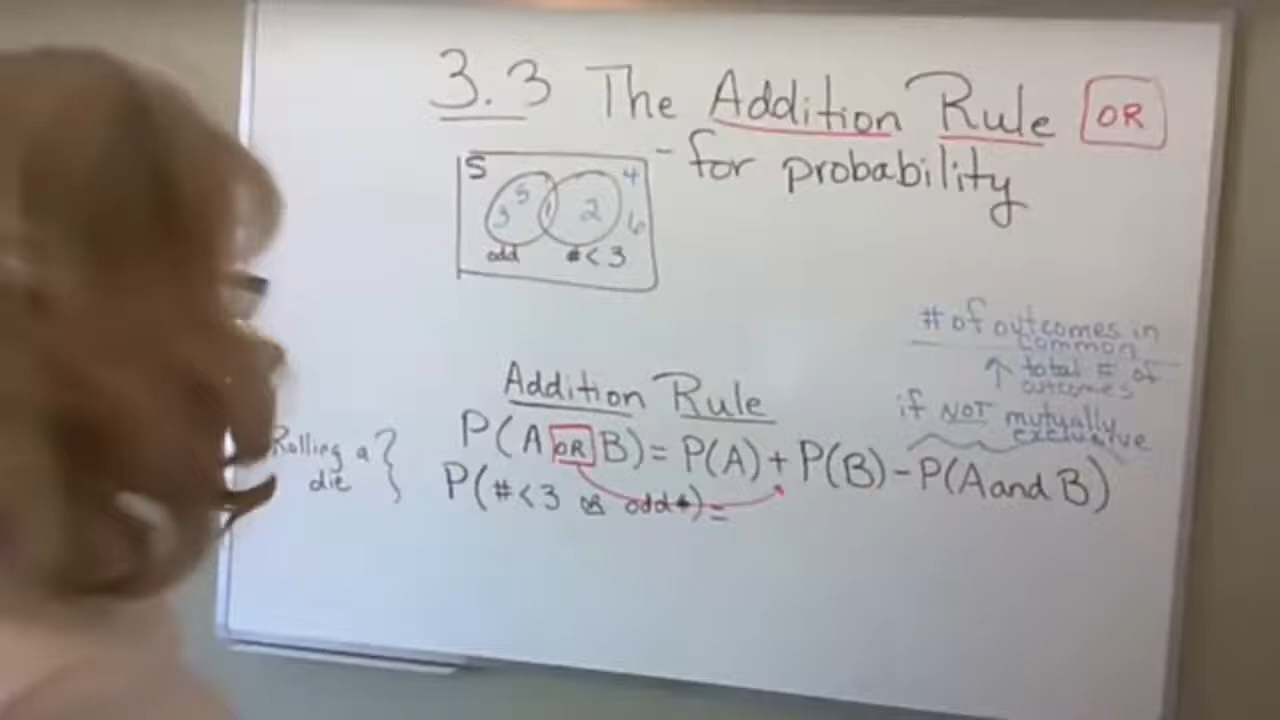 3.3 The Addition Rule OR
- for probability
S
4
5
3
1
2
6
odd #<3
# of outcomes in
common
↑ total # of
outcomes
if NOT mutually
exclusive
Addition Rule
P(A OR B) = P(A) + P(B) - P(A and B)
Rolling a
die
P(#<3 or odd #) =